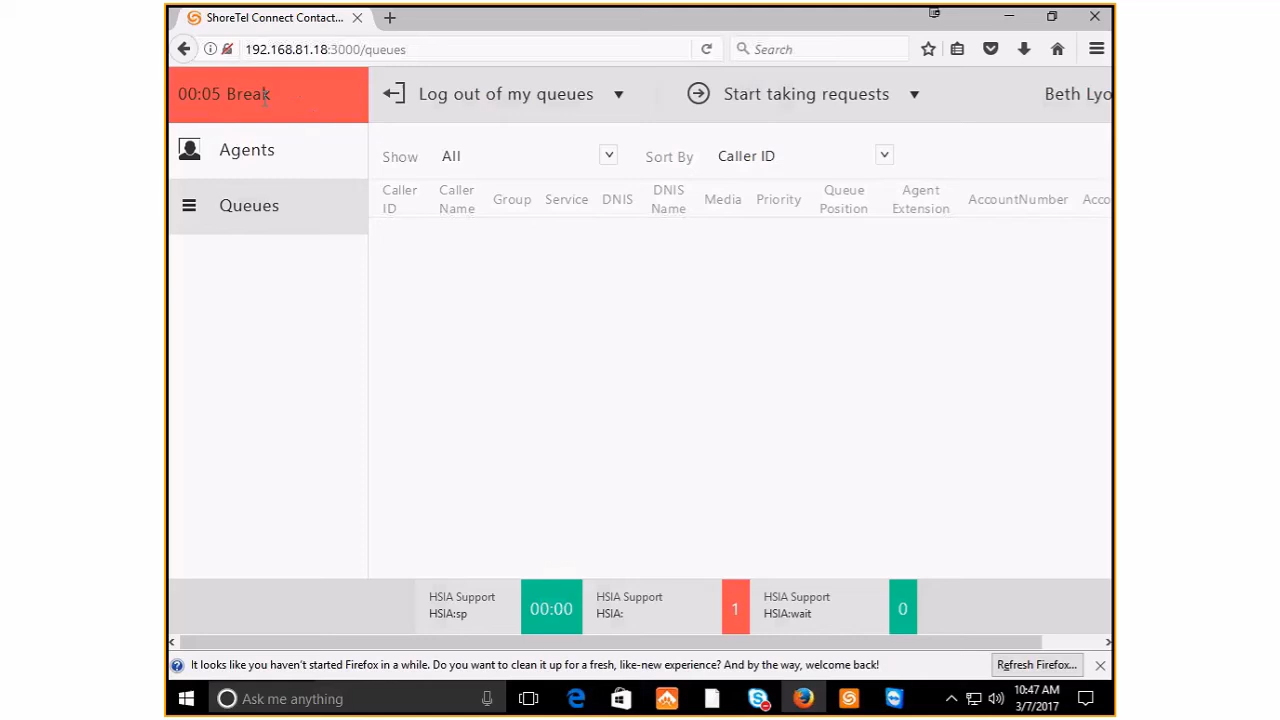 ShoreTel Connect Contact...
192.168.81.18:3000/queues
Search
00:05 Break
Log out of my queues
Start taking requests
Beth Lyo
Agents
Queues
Show All
Sort By Caller ID
Caller ID
Caller Name
Group
Service
DNIS
DNIS Name
Media
Priority
Queue Position
Agent Extension
AccountNumber
Acco
HSIA Support
HSIA:sp
00:00
HSIA Support
HSIA:
1
HSIA Support
HSIA:wait
0
It looks like you haven't started Firefox in a while. Do you want to clean it up for a fresh, like-new experience? And by the way, welcome back!
Refresh Firefox...
Ask me anything
10:47 AM
3/7/2017